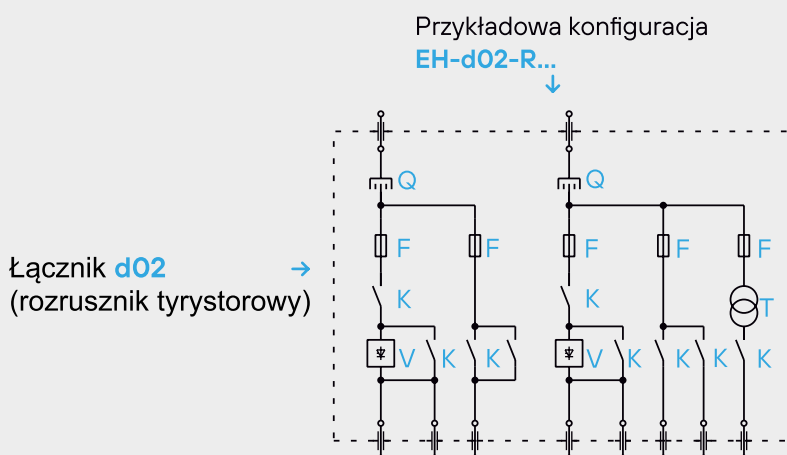 Przykładowa konfiguracja
EH-d02-R...
Q Q
F F F F F
Łącznik d02
(rozrusznik tyrystorowy)
K K T
V K K V K K K K